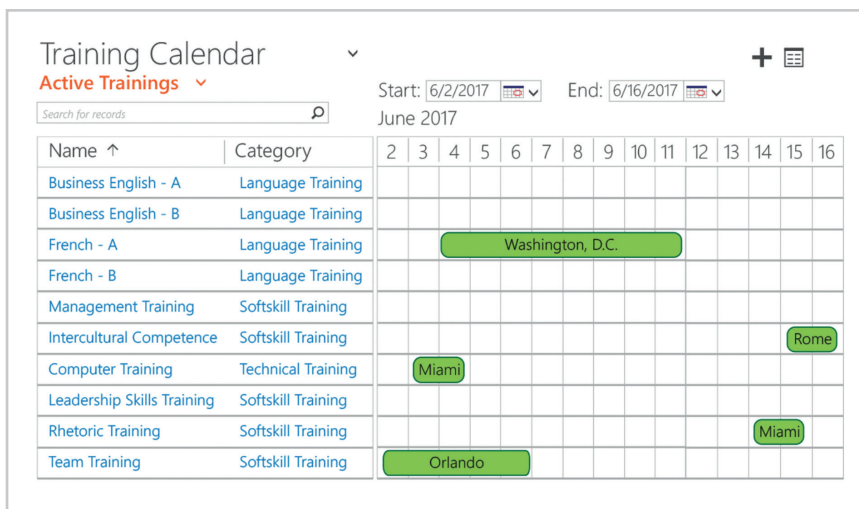 Training Calendar
Active Trainings
Start: 6/2/2017 End: 6/16/2017
Search for records
June 2017
Name ↑ Category 2 3 4 5 6 7 8 9 10 11 12 13 14 15 16
Business English - A Language Training
Business English - B Language Training
French - A Language Training Washington, D.C.
French - B Language Training
Management Training Softskill Training
Intercultural Competence Softskill Training Rome
Computer Training Technical Training Miami
Leadership Skills Training Softskill Training
Rhetoric Training Softskill Training Miami
Team Training Softskill Training Orlando